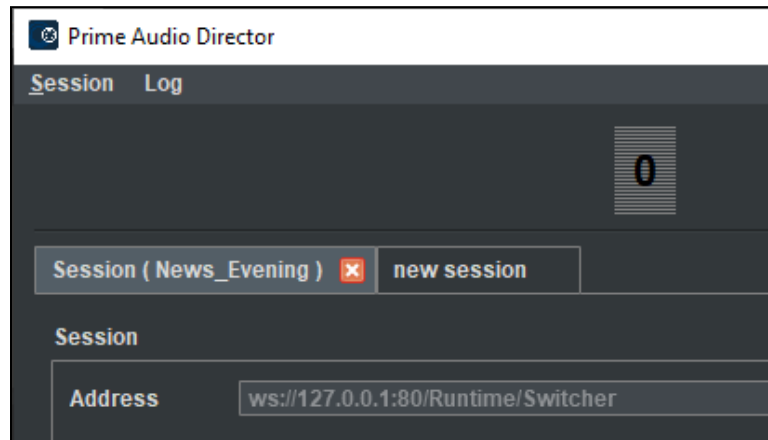 Prime Audio Director
Session Log
0
Session ( News_Evening ) new session
Session
Address ws://127.0.0.1:80/Runtime/Switcher